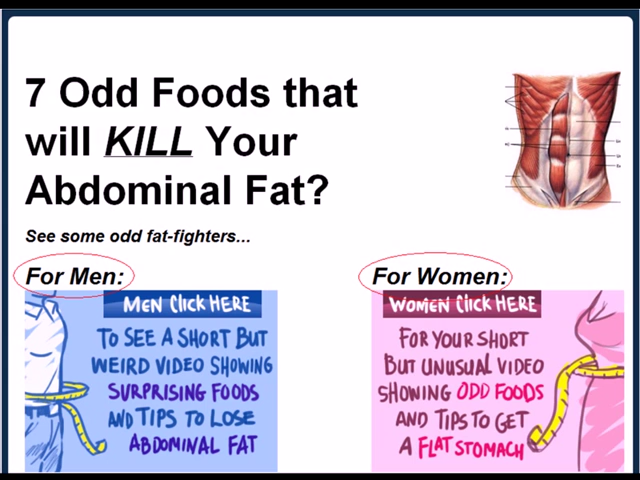 7 Odd Foods that
will KILL Your
Abdominal Fat?
See some odd fat-fighters...
For Men:
MEN CLICK HERE
TO SEE A SHORT BUT
WEIRD VIDEO SHOWING
SURPRISING FOODS
AND TIPS TO LOSE
ABDOMINAL FAT
For Women:
WOMEN CLICK HERE
FOR YOUR SHORT
BUT UNUSUAL VIDEO
SHOWING ODD FOODS
AND TIPS TO GET
A FLAT STOMACH